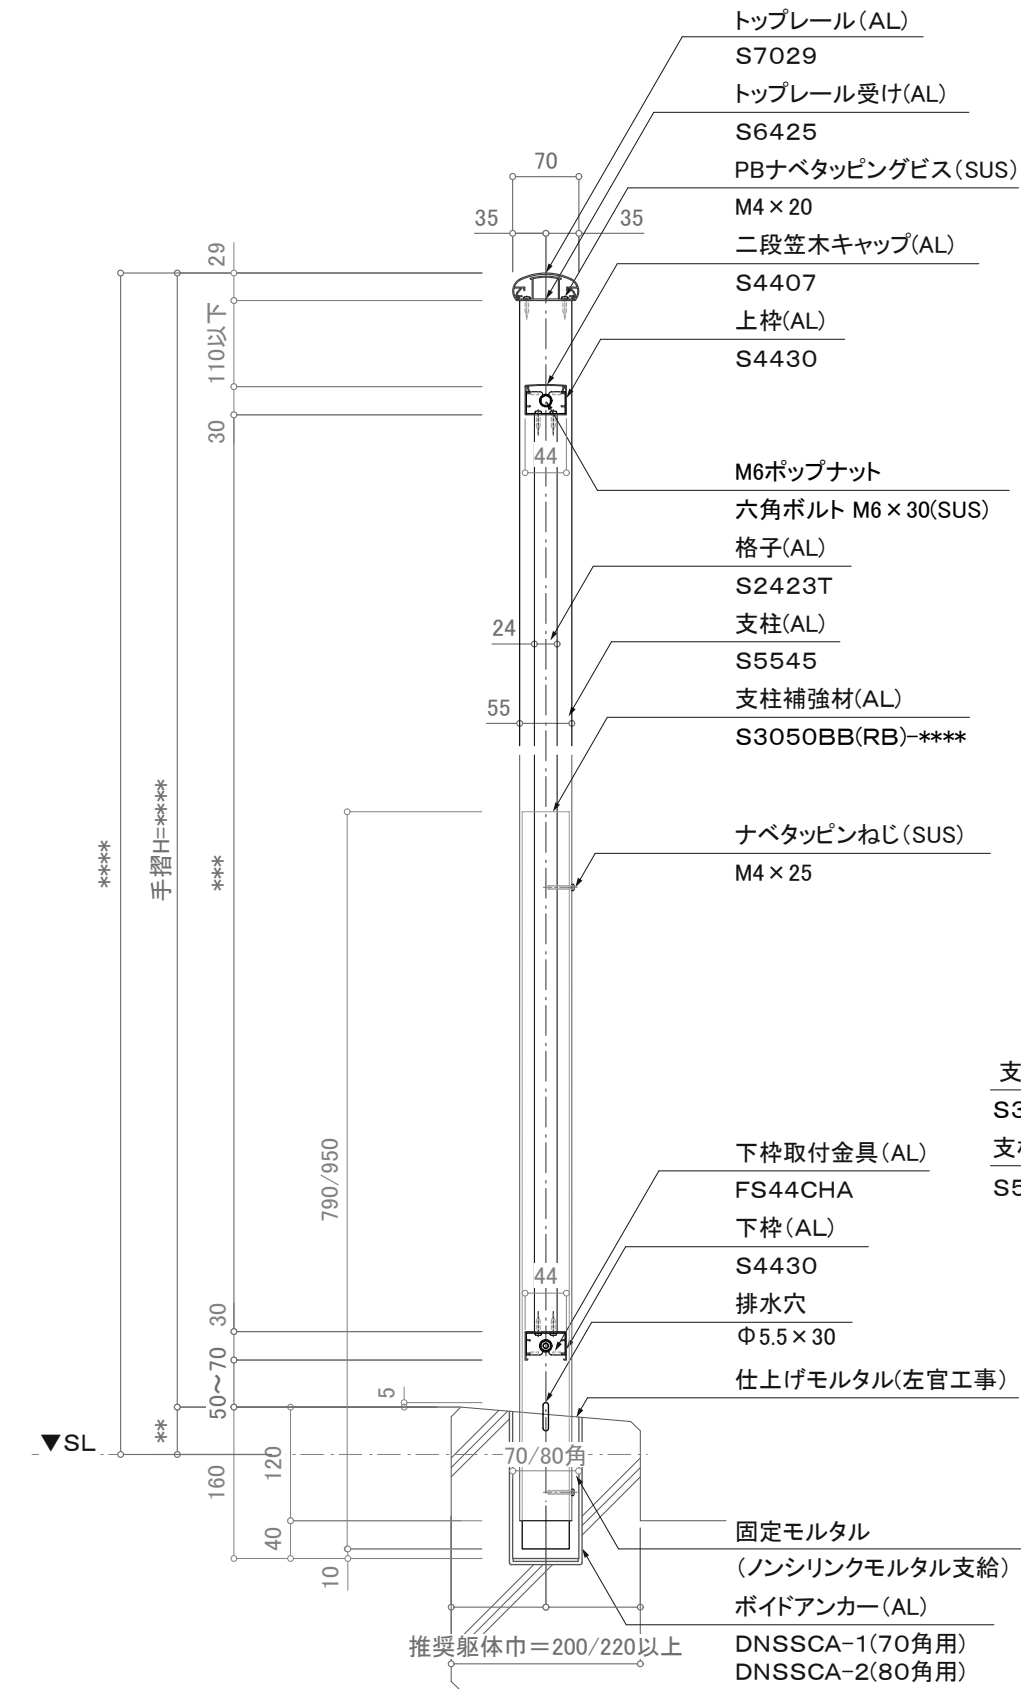 トップレール(AL)
S7029
トップレール受け(AL)
S6425
PBナベタッピングビス(SUS)
M4×20
二段笠木キャップ(AL)
S4407
上枠(AL)
S4430
M6ポップナット
六角ボルト M6×30(SUS)
格子(AL)
S2423T
支柱(AL)
S5545
支柱補強材(AL)
S3050BB(RB)-****
ナベタッピンねじ(SUS)
M4×25
下枠取付金具(AL)
FS44CHA
下枠(AL)
S4430
排水穴
Φ5.5×30
仕上げモルタル(左官工事)
固定モルタル
(ノンシリンクモルタル支給)
ボイドアンカー(AL)
DNSSCA-1(70角用)
DNSSCA-2(80角用)
支
S3
支柱
S5
70
35
35
29
110以下
30
44
24
55
****
手摺H=****
***
790/950
44
30
50~70
5
**
▼SL
160
120
40
10
70/80角
推奨躯体巾=200/220以上